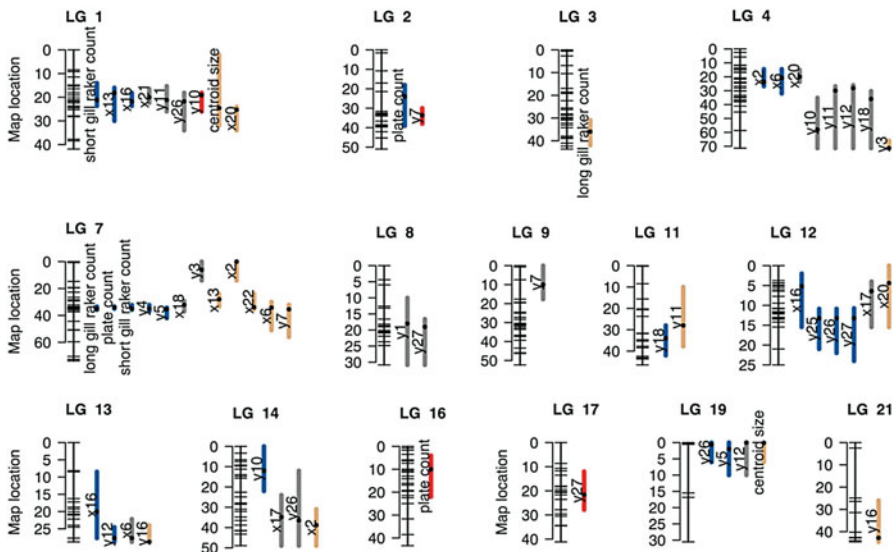 LG 1
LG 2
LG 3
LG 4
Map location
0
10
20
30
40
short gill raker count
x13
x16
x21
y11
y26
y10
centroid size
x20
0
10
20
30
40
50
plate count
y7
0
10
20
30
40
long gill raker count
0
10
20
30
40
50
60
70
x2
x6
x20
y10
y11
y12
y18
y3
LG 7
LG 8
LG 9
LG 11
LG 12
Map location
0
20
40
60
long gill raker count
plate count
short gill raker count
y4
y5
x18
y3
x13
x2
x22
x6
y7
0
5
10
15
20
25
30
y1
y27
0
10
20
30
40
50
y7
0
10
20
30
40
y18
y11
0
5
10
15
20
25
x16
y25
y26
y27
x17
x20
LG 13
LG 14
LG 16
LG 17
LG 19
LG 21
Map location
0
5
10
15
20
25
x16
y12
x6
y16
0
10
20
30
40
50
y10
x17
y26
x2
0
10
20
30
40
plate count
Map location
0
10
20
30
40
y27
0
5
10
15
20
25
30
y26
y5
y12
centroid size
0
10
20
30
40
y16